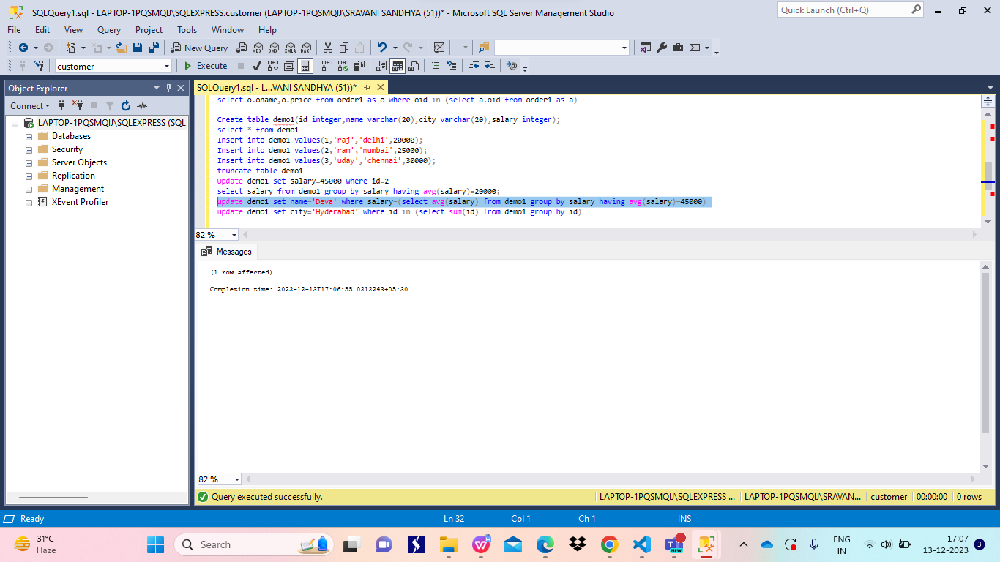 SQLQuery1.sql - LAPTOP-1PQSMQIJ\SQLEXPRESS.customer (LAPTOP-1PQSMQIJ\SRAVANI SANDHYA (51))* - Microsoft SQL Server Management Studio
Quick Launch (Ctrl+Q)
File Edit View Query Project Tools Window Help
New Query MDX DMX XMLA DAX
customer Execute
Object Explorer
SQLQuery1.sql - L...VANI SANDHYA (51))*
Connect
LAPTOP-1PQSMQIJ\SQLEXPRESS (SQL
Databases
Security
Server Objects
Replication
Management
XEvent Profiler
select o.oname,o.price from order1 as o where oid in (select a.oid from order1 as a)
Create table demo1(id integer,name varchar(20),city varchar(20),salary integer);
select * from demo1
Insert into demo1 values(1,'raj','delhi',20000);
Insert into demo1 values(2,'ram','mumbai',25000);
Insert into demo1 values(3,'uday','chennai',30000);
truncate table demo1
Update demo1 set salary=45000 where id=2
select salary from demo1 group by salary having avg(salary)=20000;
update demo1 set name='Deva' where salary=(select avg(salary) from demo1 group by salary having avg(salary)=45000)
update demo1 set city='Hyderabad' where id in (select sum(id) from demo1 group by id)
82 %
Messages
(1 row affected)
Completion time: 2023-12-13T17:06:55.0212243+05:30
82 %
Query executed successfully.
LAPTOP-1PQSMQIJ\SQLEXPRESS ... LAPTOP-1PQSMQIJ\SRAVAN... customer 00:00:00 0 rows
Ready Ln 32 Col 1 Ch 1 INS
31°C
Haze
Search
NEW
ENG
IN
17:07
13-12-2023
3